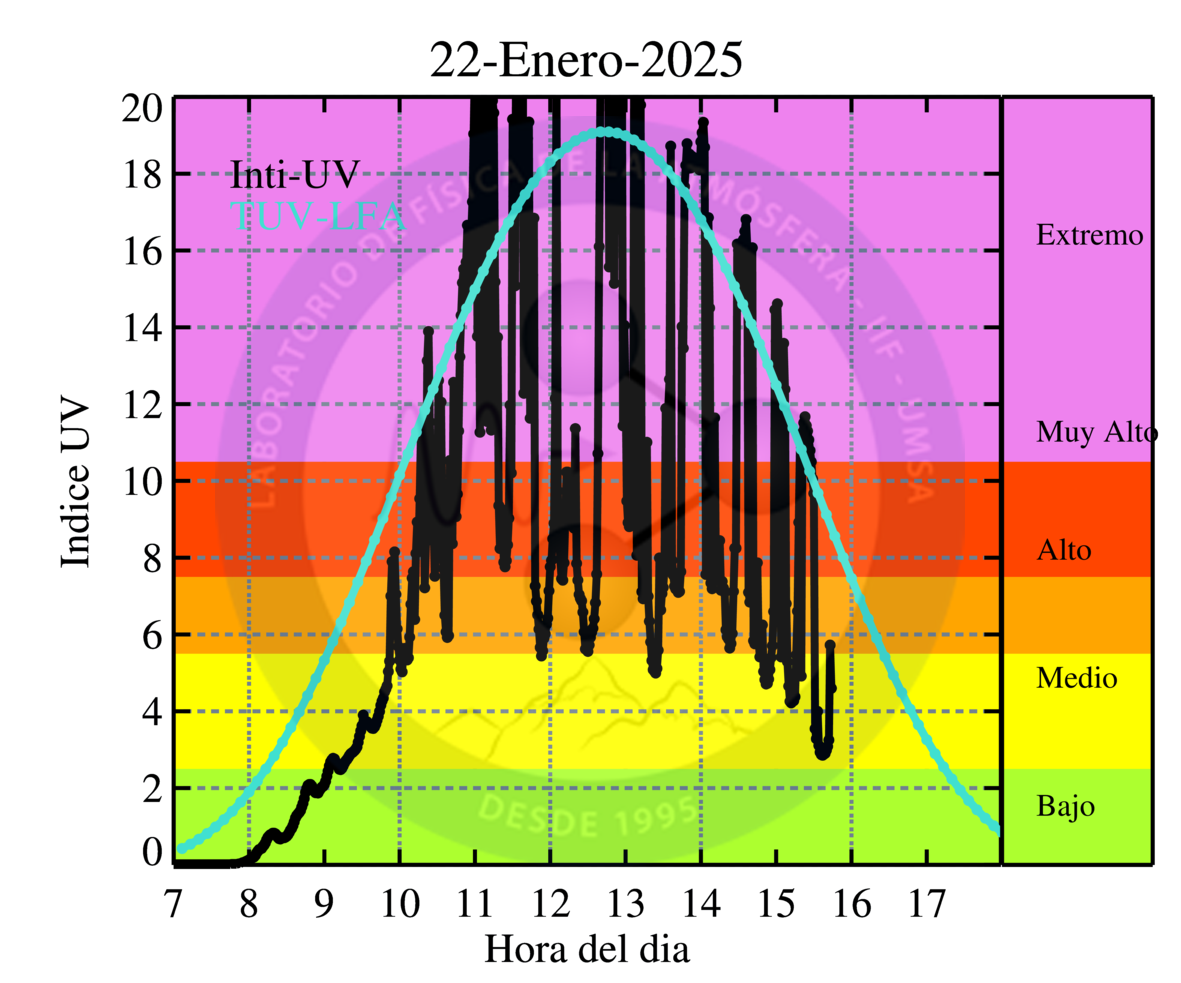 22-Enero-2025
Indice UV
20
18
16
14
12
10
8
6
4
2
0
Inti-UV
TUV-LFA
LABORATORIO DE FÍSICA DE LA ATMÓSFERA - IIF - UMSA
DESDE 1995
Extremo
Muy Alto
Alto
Medio
Bajo
7 8 9 10 11 12 13 14 15 16 17
Hora del dia